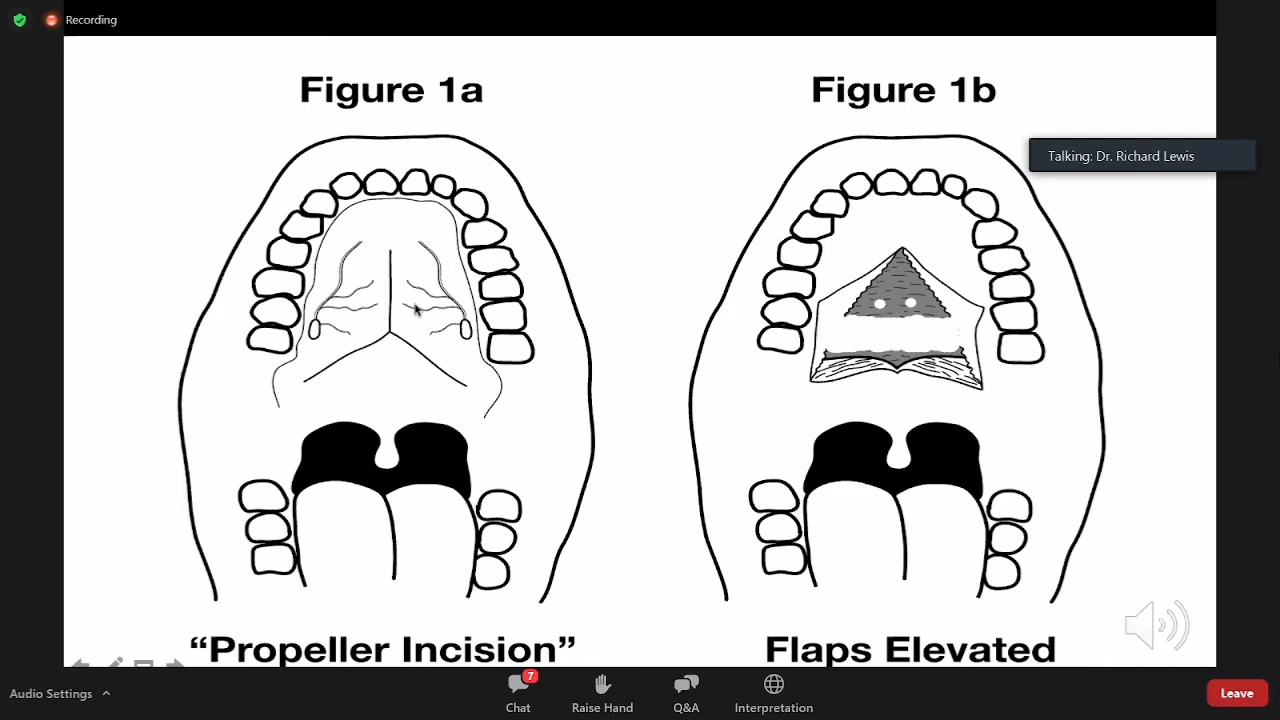 Recording
Figure 1a
Figure 1b
Talking: Dr. Richard Lewis
“Propeller Incision”
Flaps Elevated
Audio Settings
7
Chat
Raise Hand
Q&A
Interpretation
Leave